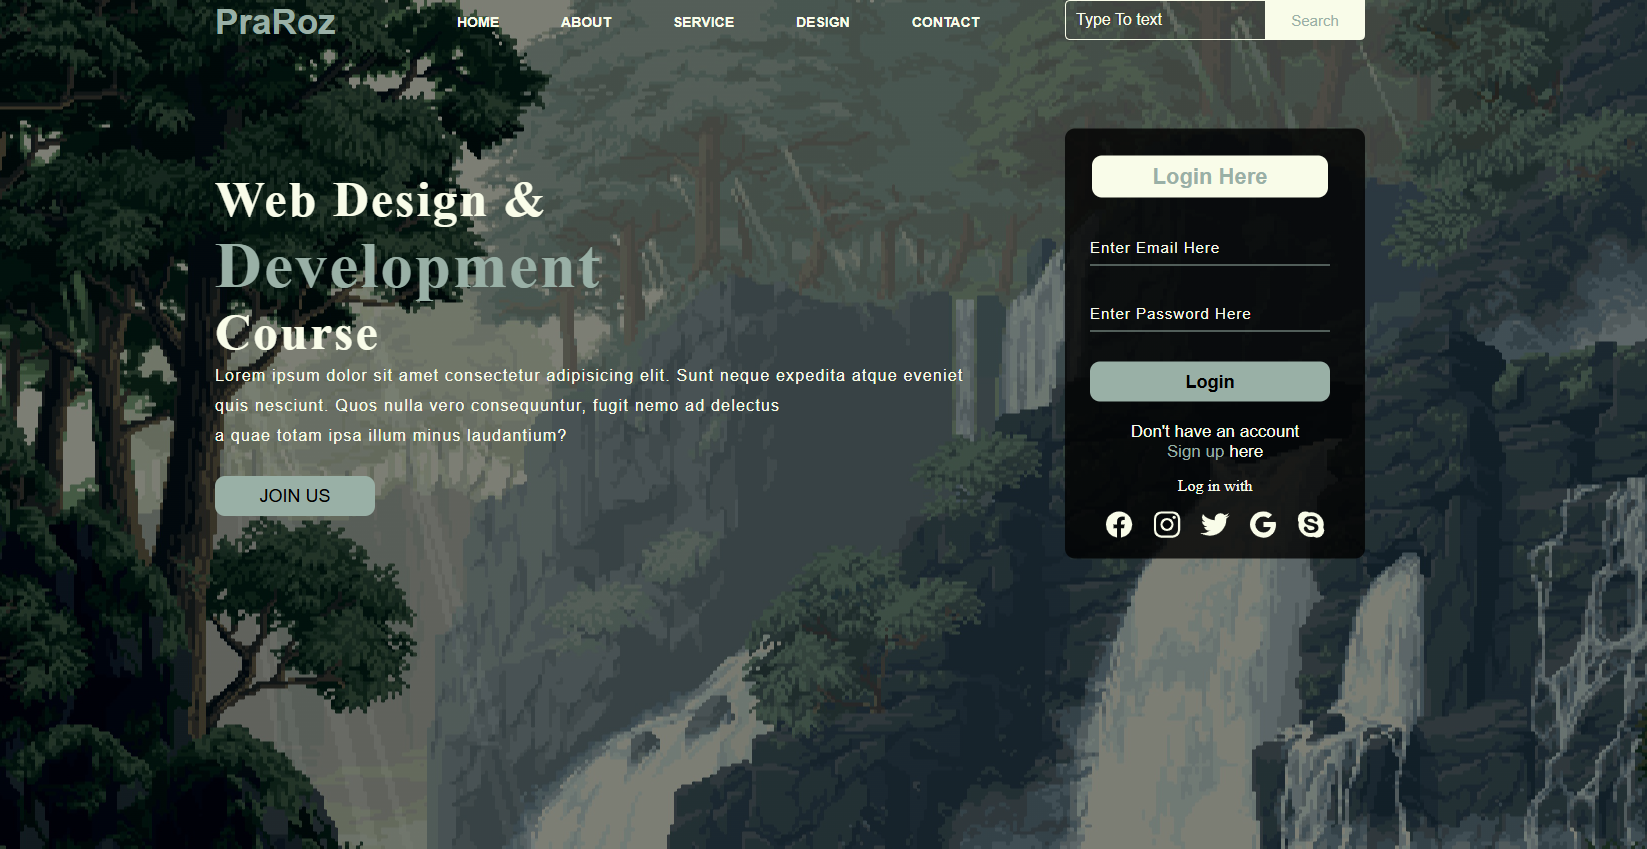 PraRoz
HOME ABOUT SERVICE DESIGN CONTACT
Type To text Search
Web Design &
Development
Course
Lorem ipsum dolor sit amet consectetur adipisicing elit. Sunt neque expedita atque eveniet
quis nesciunt. Quos nulla vero consequuntur, fugit nemo ad delectus
a quae totam ipsa illum minus laudantium?
JOIN US
Login Here
Enter Email Here
Enter Password Here
Login
Don't have an account
Sign up here
Log in with